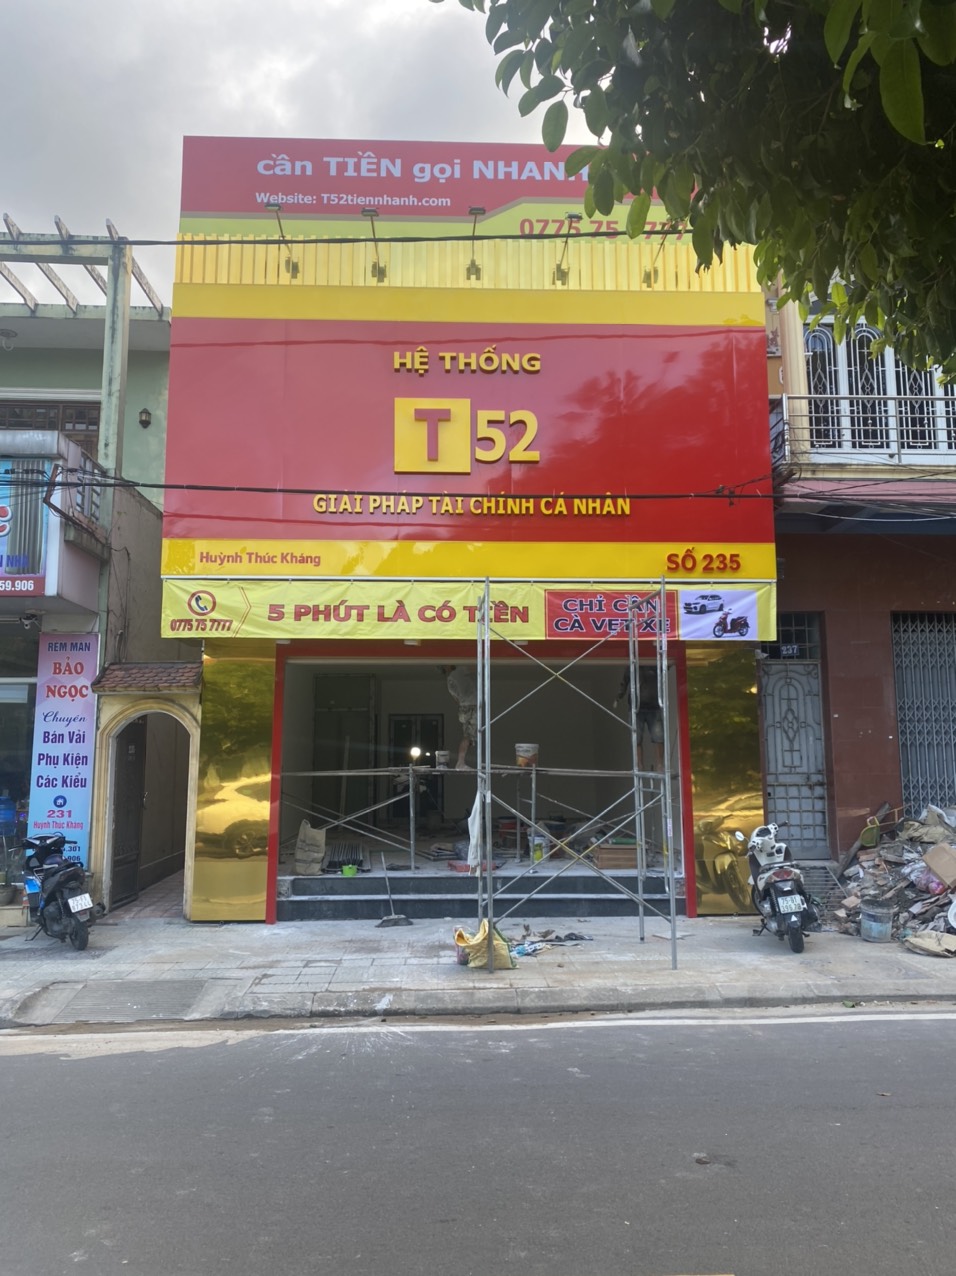 cần TIỀN gọi NHANH
Website: T52tiennhanh.com
0775 75 7777
HỆ THỐNG
T52
GIẢI PHÁP TÀI CHÍNH CÁ NHÂN
Huỳnh Thúc Kháng
SỐ 235
0775 75 7777
5 PHÚT LÀ CÓ TIỀN
CHỈ CẦN
CÀ VẸT XE
59.906
RÈM MÀN
BẢO
NGỌC
Chuyên
Bán Vải
Phụ Kiện
Các Kiểu
231
Huỳnh Thúc Kháng
237